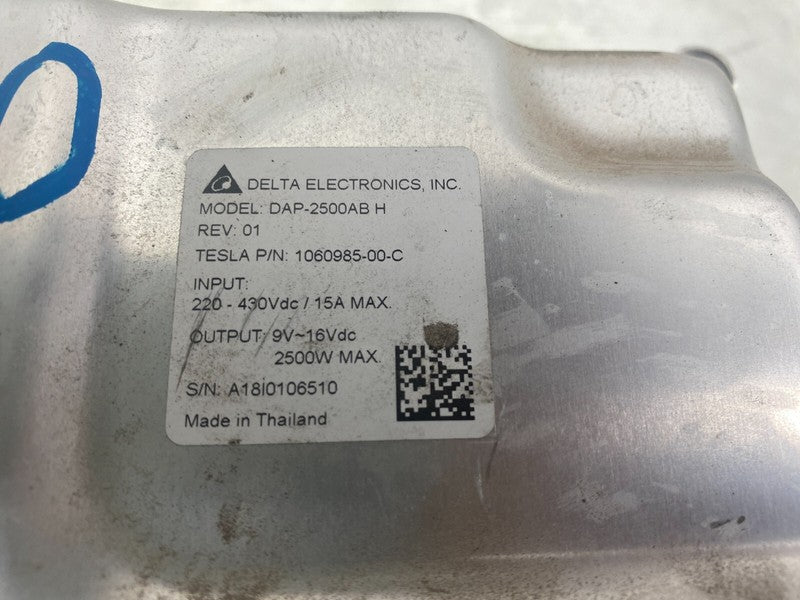 DELTA ELECTRONICS, INC.
MODEL: DAP-2500AB H
REV: 01
TESLA P/N: 1060985-00-C
INPUT:
220 - 430Vdc / 15A MAX.
OUTPUT: 9V~16Vdc
2500W MAX.
S/N: A18I0106510
Made in Thailand